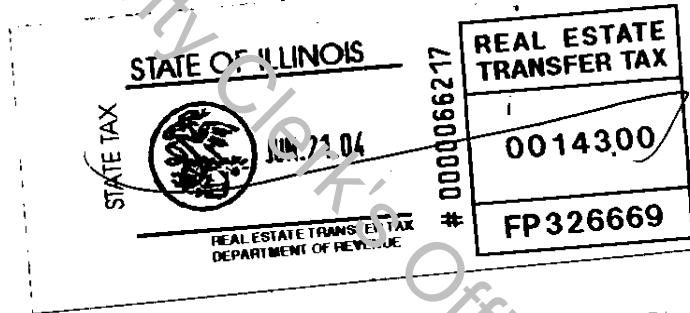 STATE OF ILLINOIS
STATE TAX
JUN. 21.04
REAL ESTATE TRANSFER TAX
DEPARTMENT OF REVENUE
# 0000066217
REAL ESTATE
TRANSFER TAX
00143.00
FP326669
Clerk's